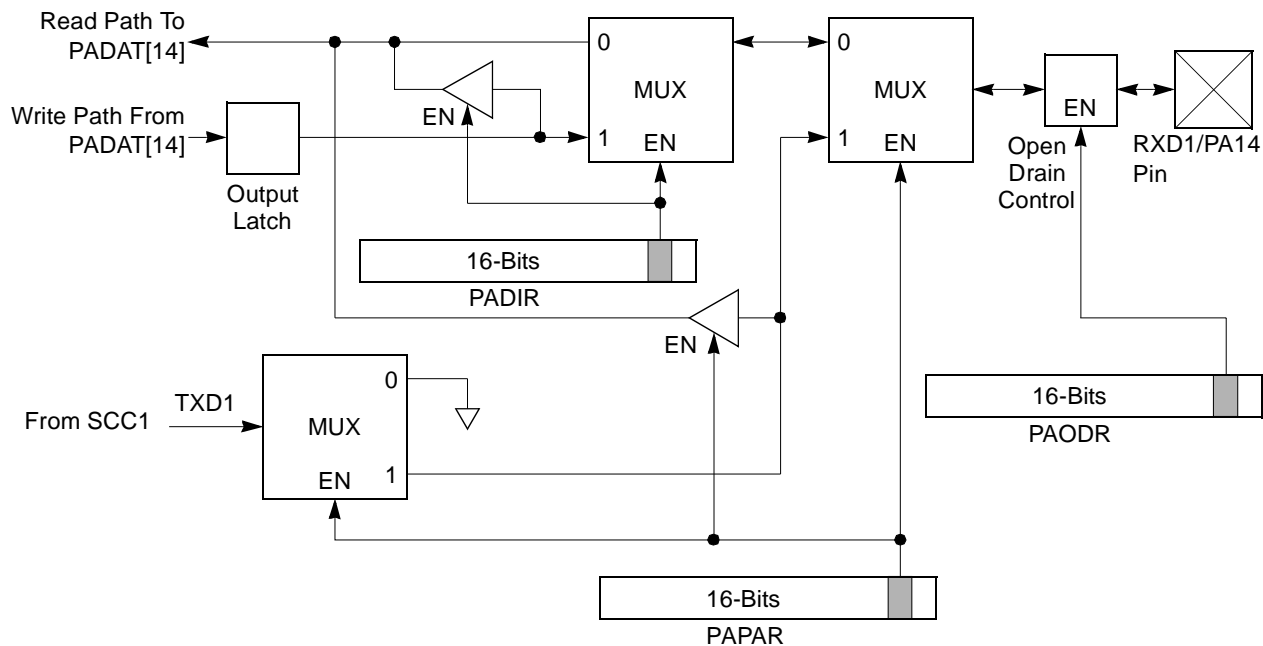 Read Path To
PADAT[14]
0
MUX
1
EN
0
MUX
1
EN
EN
EN
RXD1/PA14
Pin
Open
Drain
Control
Write Path From
PADAT[14]
Output
Latch
16-Bits
PADIR
EN
From SCC1
TXD1
0
MUX
EN
1
16-Bits
PAODR
16-Bits
PAPAR